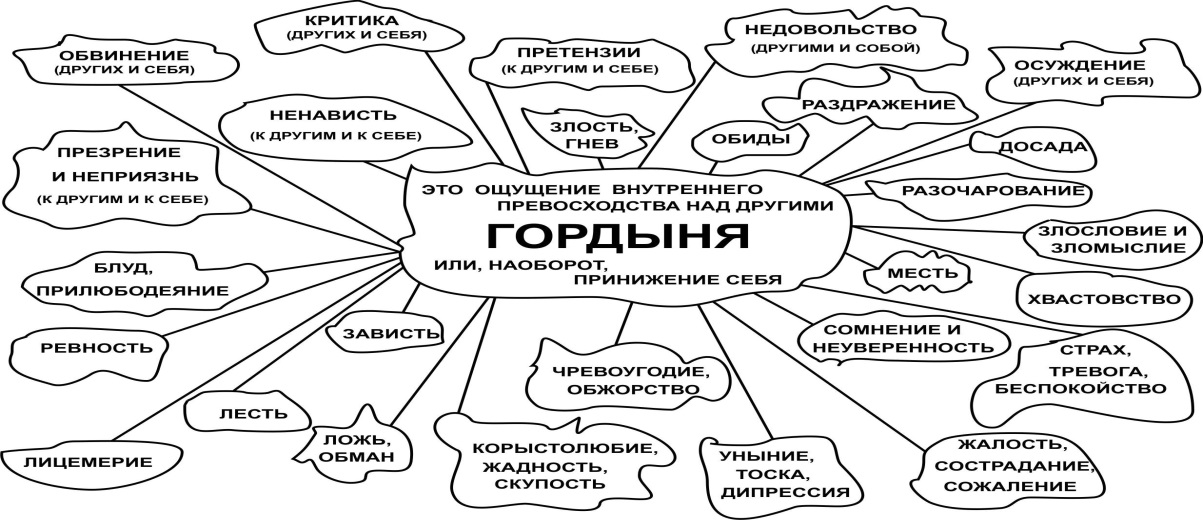 КРИТИКА
(ДРУГИХ И СЕБЯ)
НЕДОВОЛЬСТВО
(ДРУГИМИ И СОБОЙ)
ОБВИНЕНИЕ
(ДРУГИХ И СЕБЯ)
ПРЕТЕНЗИИ
(К ДРУГИМ И СЕБЕ)
ОСУЖДЕНИЕ
(ДРУГИХ И СЕБЯ)
НЕНАВИСТЬ
(К ДРУГИМ И К СЕБЕ)
ЗЛОСТЬ,
ГНЕВ
ОБИДЫ
РАЗДРАЖЕНИЕ
ДОСАДА
ПРЕЗРЕНИЕ
И НЕПРИЯЗНЬ
(К ДРУГИМ И К СЕБЕ)
ЭТО ОЩУЩЕНИЕ ВНУТРЕННЕГО
ПРЕВОСХОДСТВА НАД ДРУГИМИ
ГОРДЫНЯ
ИЛИ, НАОБОРОТ,
ПРИНИЖЕНИЕ СЕБЯ
РАЗОЧАРОВАНИЕ
ЗЛОСЛОВИЕ И
ЗЛОМЫСЛИЕ
БЛУД,
ПРИЛЮБОДЕЯНИЕ
МЕСТЬ
ХВАСТОВСТВО
РЕВНОСТЬ
ЗАВИСТЬ
СОМНЕНИЕ И
НЕУВЕРЕННОСТЬ
СТРАХ,
ТРЕВОГА,
БЕСПОКОЙСТВО
ЧРЕВОУГОДИЕ,
ОБЖОРСТВО
ЛЕСТЬ
ЛИЦЕМЕРИЕ
ЛОЖЬ,
ОБМАН
КОРЫСТОЛЮБИЕ,
ЖАДНОСТЬ,
СКУПОСТЬ
УНЫНИЕ,
ТОСКА,
ДИПРЕССИЯ
ЖАЛОСТЬ,
СОСТРАДАНИЕ,
СОЖАЛЕНИЕ